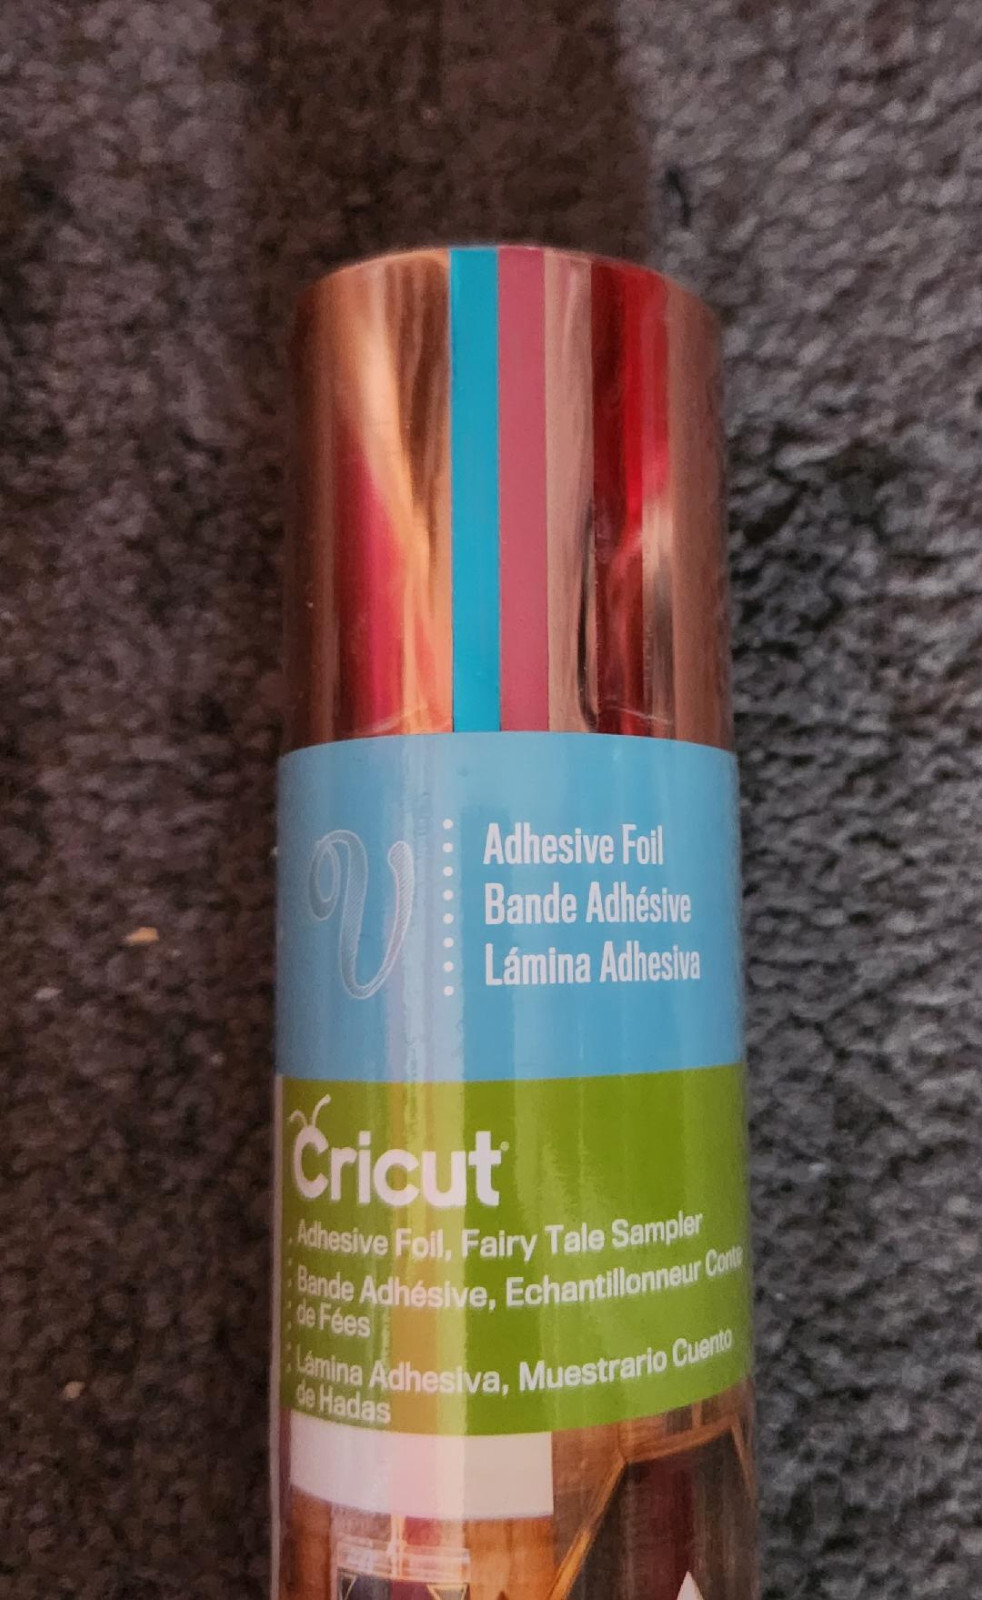 Adhesive Foil
Bande Adhésive
Lámina Adhesiva
Cricut
Adhesive Foil, Fairy Tale Sampler
Bande Adhésive, Echantillonneur Conte
de Fées
Lámina Adhesiva, Muestrario Cuento
de Hadas